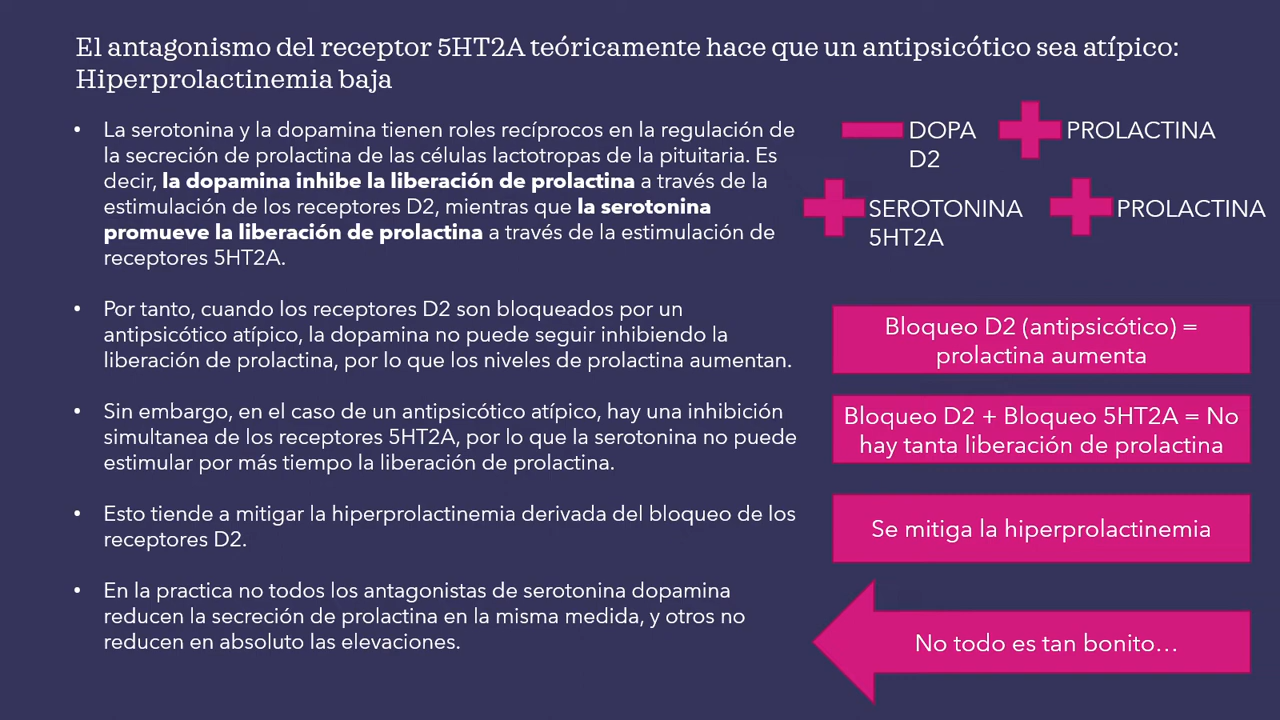 El antagonismo del receptor 5HT2A teóricamente hace que un antipsicótico sea atípico:
Hiperprolactinemia baja
• La serotonina y la dopamina tienen roles recíprocos en la regulación de
la secreción de prolactina de las células lactotropas de la pituitaria. Es
decir, la dopamina inhibe la liberación de prolactina a través de la
estimulación de los receptores D2, mientras que la serotonina
promueve la liberación de prolactina a través de la estimulación de
receptores 5HT2A.
• Por tanto, cuando los receptores D2 son bloqueados por un
antipsicótico atípico, la dopamina no puede seguir inhibiendo la
liberación de prolactina, por lo que los niveles de prolactina aumentan.
• Sin embargo, en el caso de un antipsicótico atípico, hay una inhibición
simultanea de los receptores 5HT2A, por lo que la serotonina no puede
estimular por más tiempo la liberación de prolactina.
• Esto tiende a mitigar la hiperprolactinemia derivada del bloqueo de los
receptores D2.
• En la practica no todos los antagonistas de serotonina dopamina
reducen la secreción de prolactina en la misma medida, y otros no
reducen en absoluto las elevaciones.
DOPA
D2
PROLACTINA
SEROTONINA
5HT2A
PROLACTINA
Bloqueo D2 (antipsicótico) =
prolactina aumenta
Bloqueo D2 + Bloqueo 5HT2A = No
hay tanta liberación de prolactina
Se mitiga la hiperprolactinemia
No todo es tan bonito…